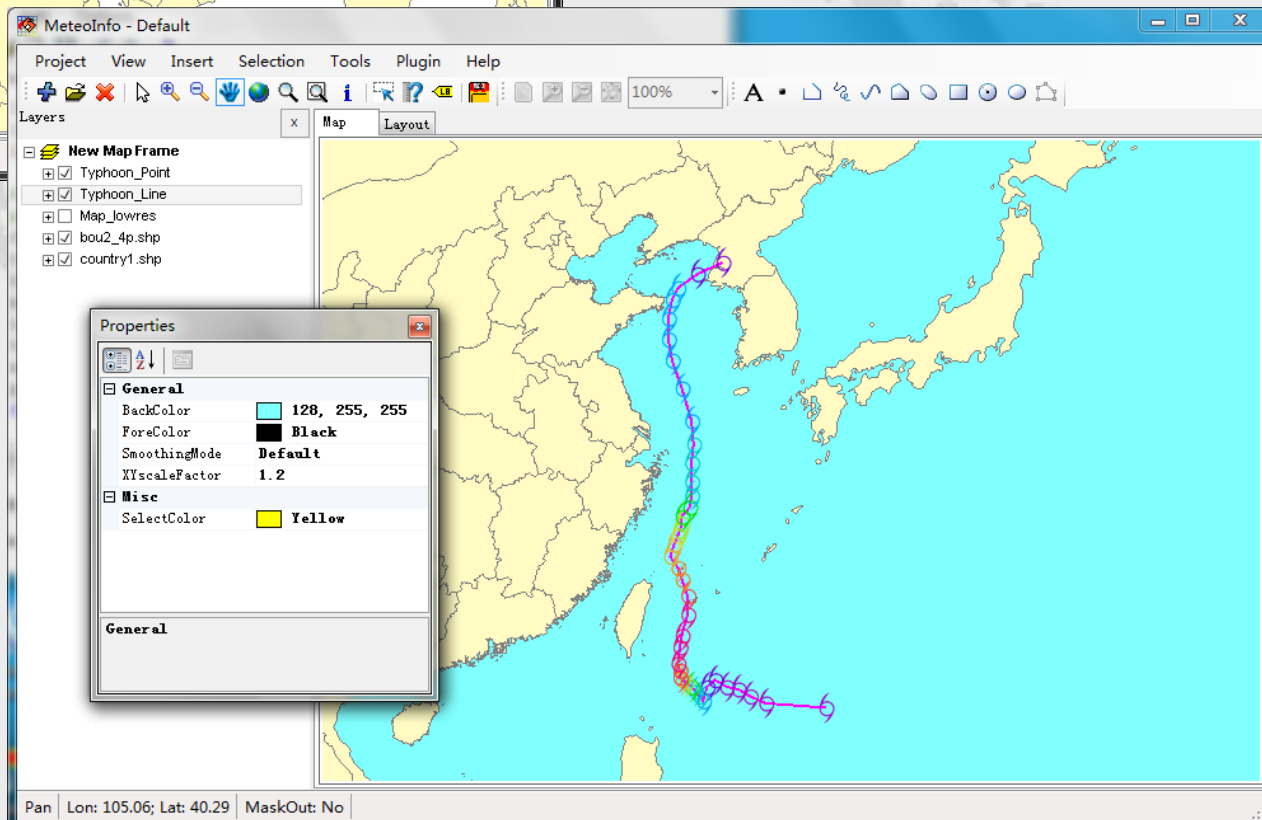 MeteoInfo - Default
Project View Insert Selection Tools Plugin Help
100%
Layers
x
Map Layout
New Map Frame
Typhoon_Point
Typhoon_Line
Map_lowres
bou2_4p.shp
country1.shp
Properties
General
BackColor 128, 255, 255
ForeColor Black
SmoothingMode Default
XYscaleFactor 1.2
Misc
SelectColor Yellow
General
Pan Lon: 105.06; Lat: 40.29 MaskOut: No